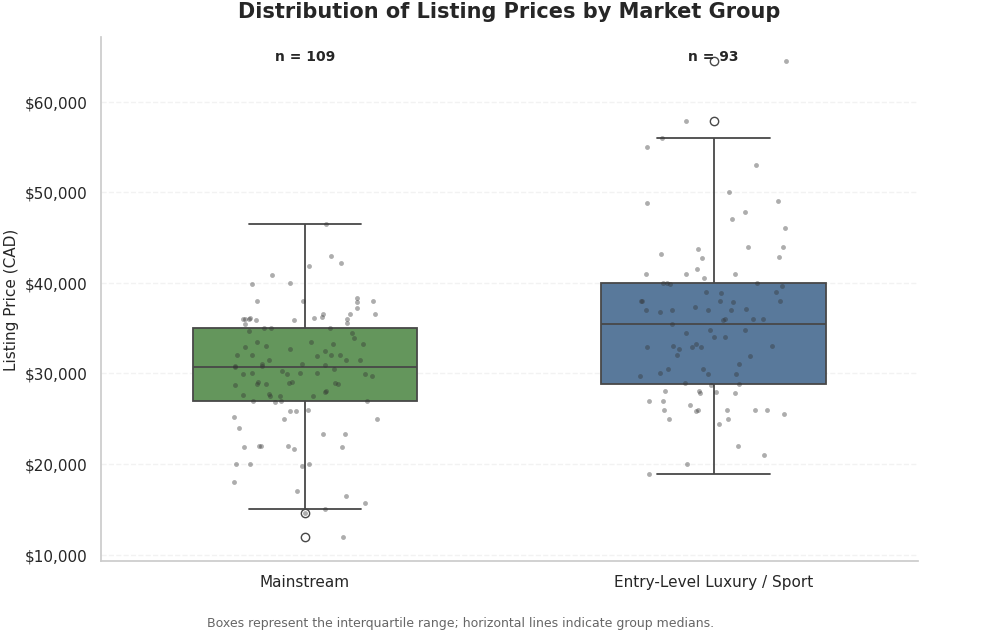 Distribution of Listing Prices by Market Group
n = 109
n = 93
$60,000
$50,000
$40,000
$30,000
$20,000
$10,000
Listing Price (CAD)
Mainstream
Entry-Level Luxury / Sport
Boxes represent the interquartile range; horizontal lines indicate group medians.